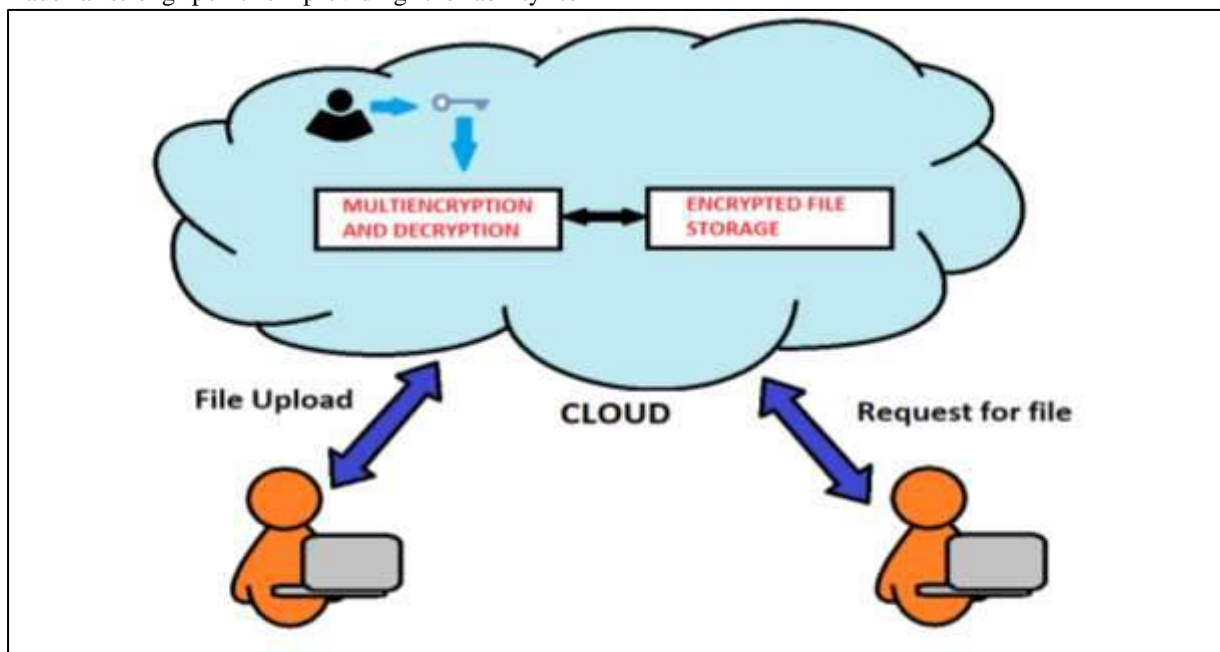 MULTIENCRYPTION
AND DECRYPTION
ENCRYPTED FILE
STORAGE
File Upload
CLOUD
Request for file